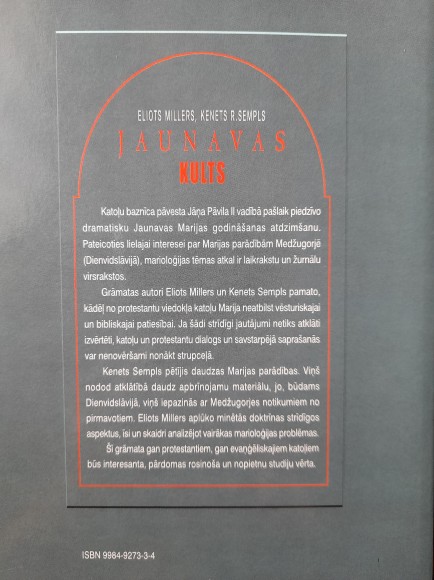 ELIOTS MILLERS, KENETS R.SEMPLS
JAUNAVAS
KULTS
Katoļu baznīca pāvesta Jāņa Pāvila II vadībā pašlaik piedzīvo
dramatisku Jaunavas Marijas godināšanas atdzimšanu.
Pateicoties lielajai interesei par Marijas parādībām Medžugorjē
(Dienvidslāvijā), marioloģijas tēmas atkal ir laikrakstu un žurnālu
virsrakstos.
Grāmatas autori Eliots Millers un Kenets Sempls pamato,
kādēļ no protestantu viedokļa katoļu Marija neatbilst vēsturiskajai
un bibliskajai patiesībai. Ja šādi strīdīgi jautājumi netiks atklāti
izvērtēti, katoļu un protestantu dialogs un savstarpējā saprašanās
var nenovēršami nonākt strupceļā.
Kenets Sempls pētījis daudzas Marijas parādības. Viņš
nodod atklātībā daudz apbrīnojamu materiālu, jo, būdams
Dienvidslāvijā, viņš iepazinās ar Medžugorjes notikumiem no
pirmavotiem. Eliots Millers aplūko minētās doktrīnas strīdīgos
aspektus, īsi un skaidri analizējot vairākas marioloģijas problēmas.
Šī grāmata gan protestantiem, gan evaņģēliskajiem katoļiem
būs interesanta, pārdomas rosinoša un nopietnu studiju vērta.
ISBN 9984-9273-3-4